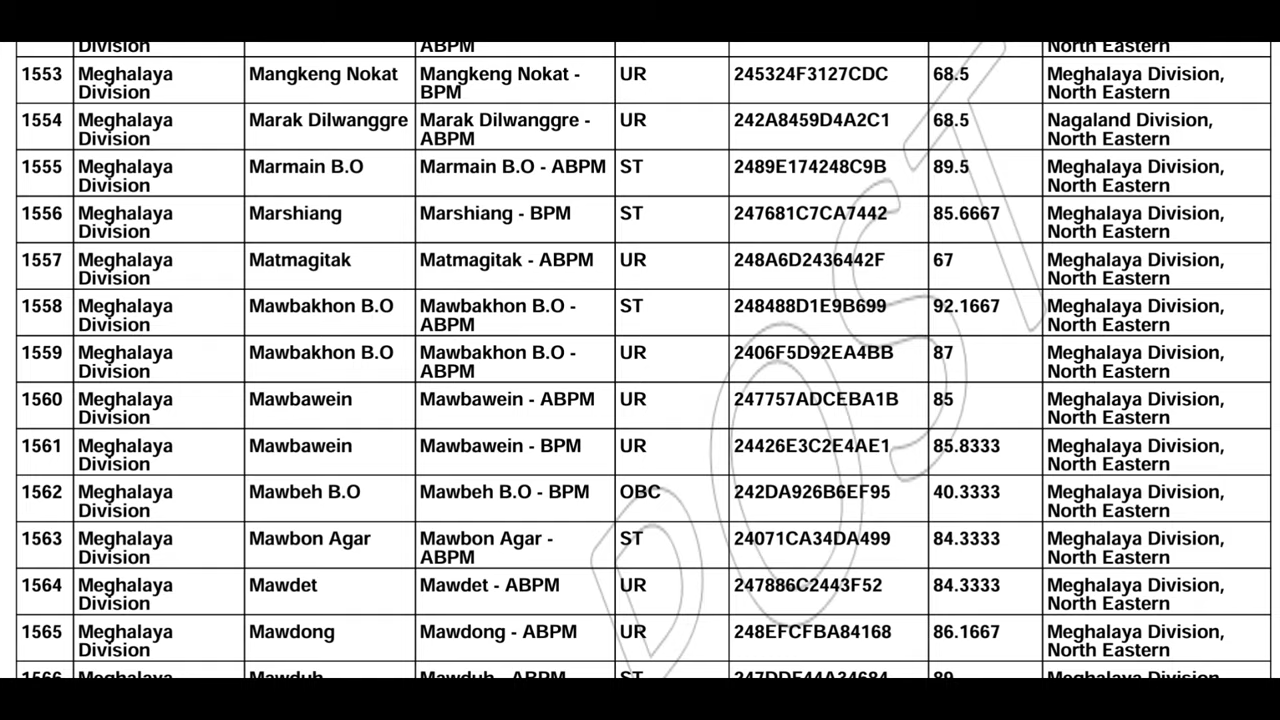 Division ABPM North Eastern
1553 Meghalaya Mangkeng Nokat Mangkeng Nokat - UR 245324F3127CDC 68.5 Meghalaya Division,
Division BPM North Eastern
1554 Meghalaya Marak Dilwanggre Marak Dilwanggre - UR 242A8459D4A2C1 68.5 Nagaland Division,
Division ABPM North Eastern
1555 Meghalaya Marmain B.O Marmain B.O - ABPM ST 2489E174248C9B 89.5 Meghalaya Division,
Division North Eastern
1556 Meghalaya Marshiang Marshiang - BPM ST 247681C7CA7442 85.6667 Meghalaya Division,
Division North Eastern
1557 Meghalaya Matmagitak Matmagitak - ABPM UR 248A6D2436442F 67 Meghalaya Division,
Division North Eastern
1558 Meghalaya Mawbakhon B.O Mawbakhon B.O - ST 248488D1E9B699 92.1667 Meghalaya Division,
Division ABPM North Eastern
1559 Meghalaya Mawbakhon B.O Mawbakhon B.O - UR 2406F5D92EA4BB 87 Meghalaya Division,
Division ABPM North Eastern
1560 Meghalaya Mawbawein Mawbawein - ABPM UR 247757ADCEBA1B 85 Meghalaya Division,
Division North Eastern
1561 Meghalaya Mawbawein Mawbawein - BPM UR 24426E3C2E4AE1 85.8333 Meghalaya Division,
Division North Eastern
1562 Meghalaya Mawbeh B.O Mawbeh B.O - BPM OBC 242DA926B6EF95 40.3333 Meghalaya Division,
Division North Eastern
1563 Meghalaya Mawbon Agar Mawbon Agar - ST 24071CA34DA499 84.3333 Meghalaya Division,
Division ABPM North Eastern
1564 Meghalaya Mawdet Mawdet - ABPM UR 247886C2443F52 84.3333 Meghalaya Division,
Division North Eastern
1565 Meghalaya Mawdong Mawdong - ABPM UR 248EFCFBA84168 86.1667 Meghalaya Division,
Division North Eastern
1566 Meghalaya Mawduh Mawduh - ABPM ST 89 Meghalaya Division,
POST